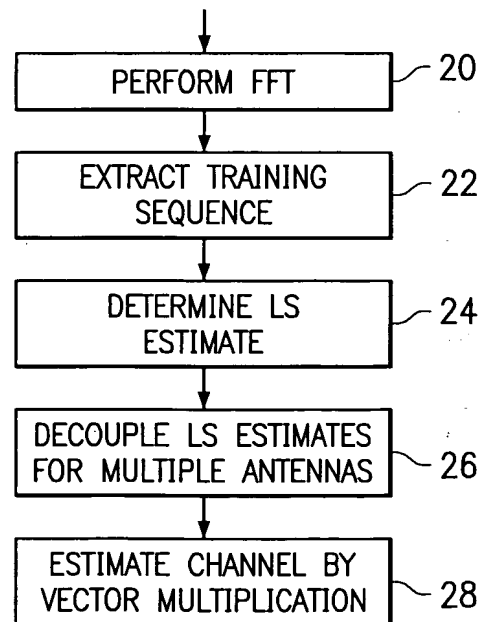 PERFORM FFT
20
EXTRACT TRAINING
SEQUENCE
22
DETERMINE LS
ESTIMATE
24
DECOUPLE LS ESTIMATES
FOR MULTIPLE ANTENNAS
26
ESTIMATE CHANNEL BY
VECTOR MULTIPLICATION
28